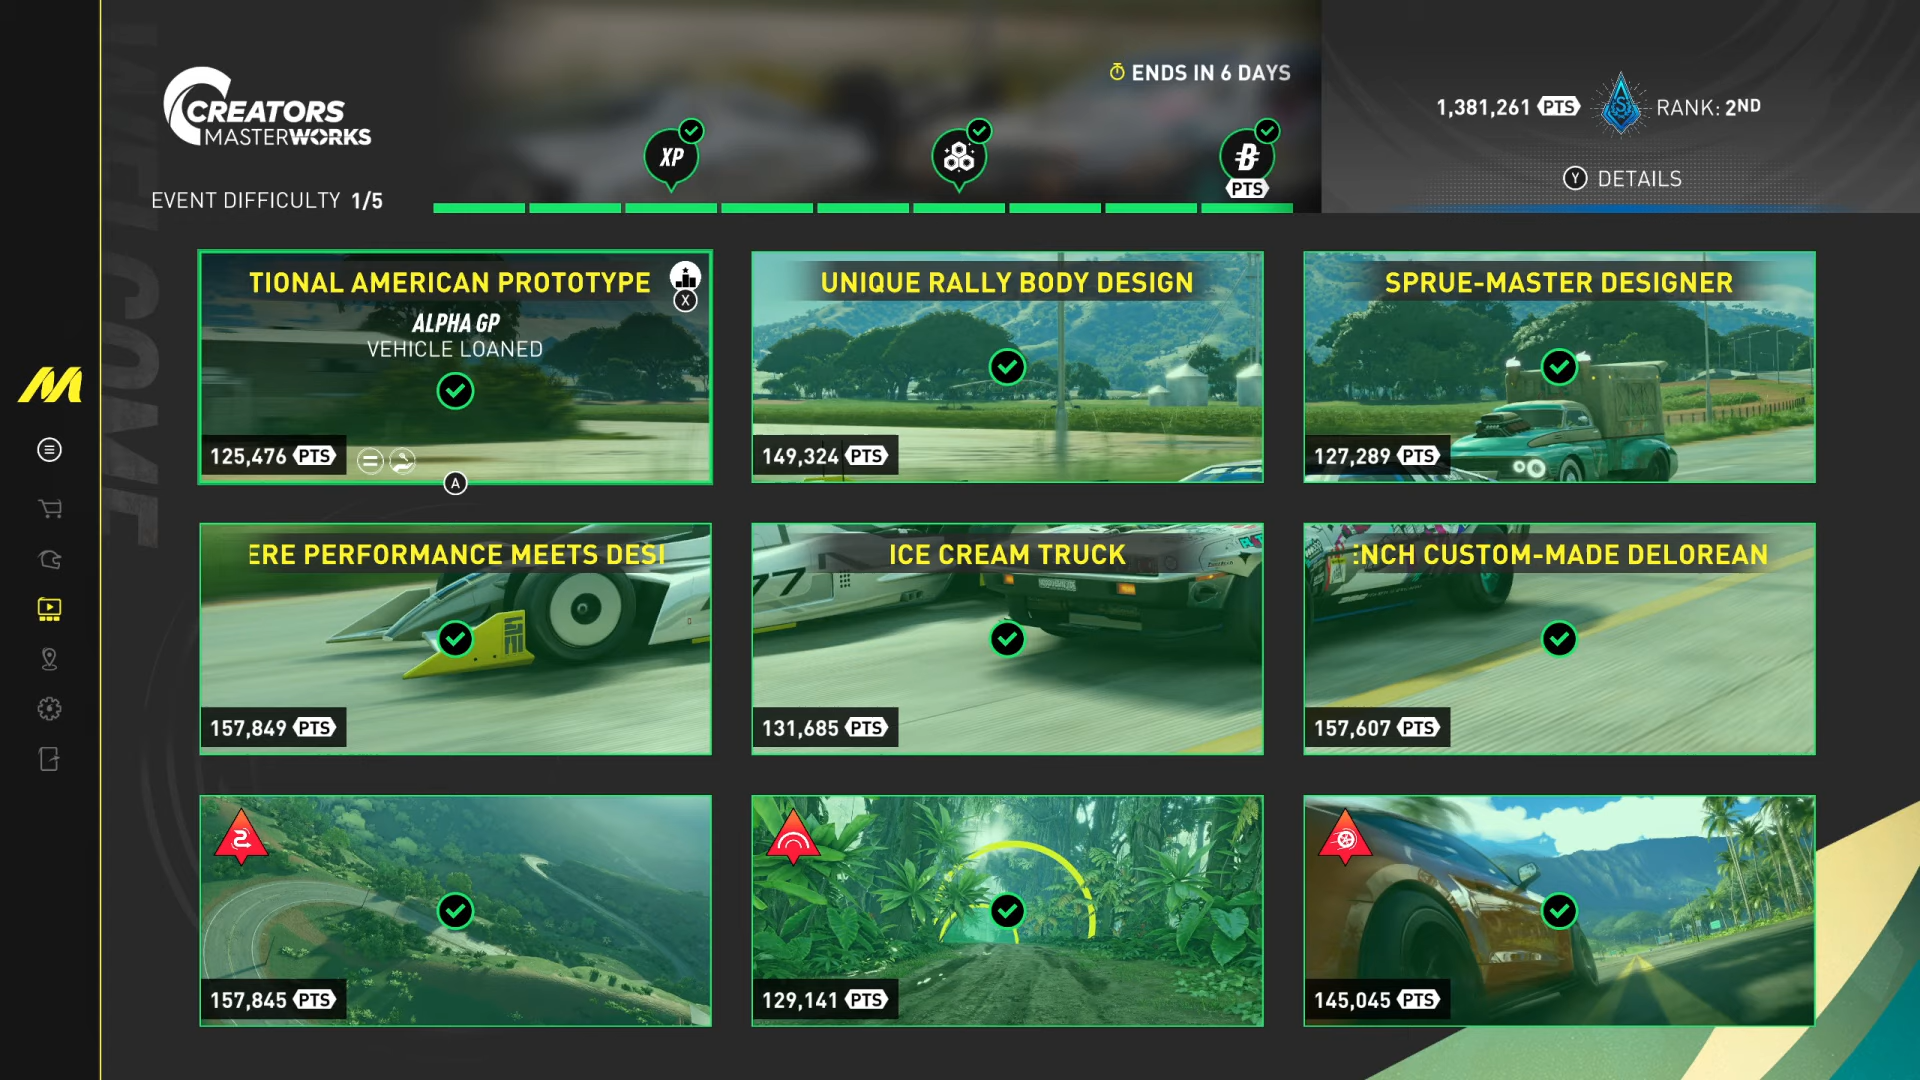 CREATORS
MASTERWORKS
EVENT DIFFICULTY 1/5
XP
PTS
ENDS IN 6 DAYS
1,381,261 PTS
RANK: 2ND
Y DETAILS
WELCOME
TIONAL AMERICAN PROTOTYPE
X
ALPHA GP
VEHICLE LOANED
125,476 PTS
A
UNIQUE RALLY BODY DESIGN
149,324 PTS
SPRUE-MASTER DESIGNER
127,289 PTS
ERE PERFORMANCE MEETS DESI
157,849 PTS
ICE CREAM TRUCK
77
131,685 PTS
ENCH CUSTOM-MADE DELOREAN
157,607 PTS
157,845 PTS
129,141 PTS
145,045 PTS